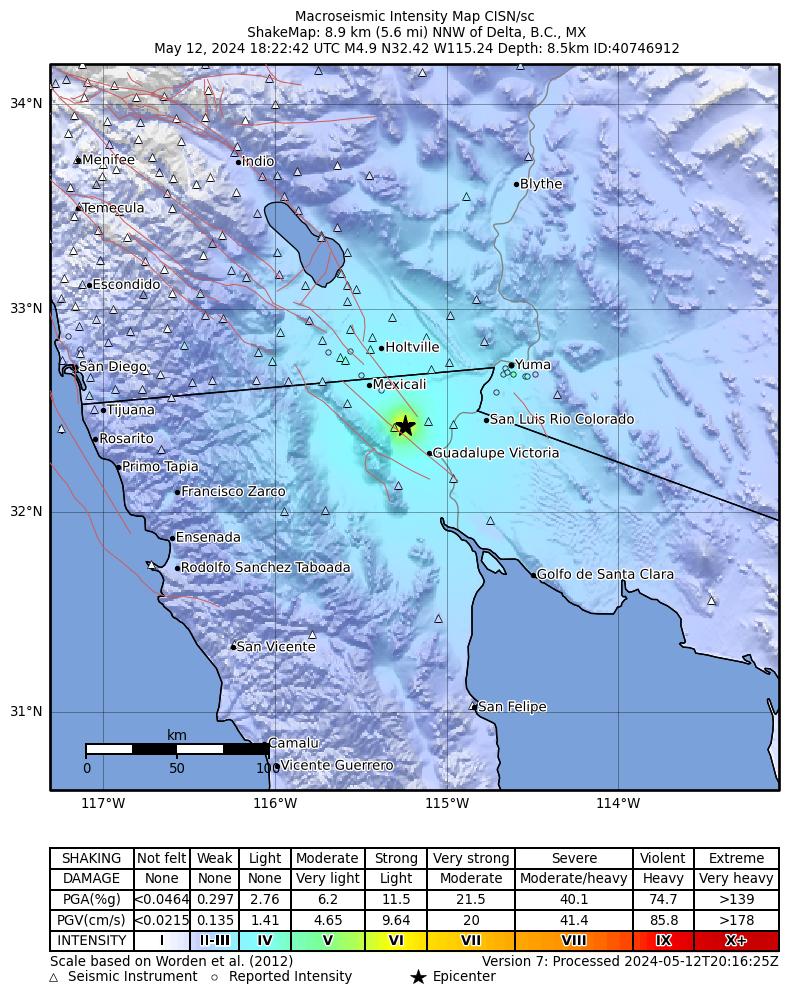 Macroseismic Intensity Map CISN/sc
ShakeMap: 8.9 km (5.6 mi) NNW of Delta, B.C., MX
May 12, 2024 18:22:42 UTC M4.9 N32.42 W115.24 Depth: 8.5km ID:40746912
34°N
Menifee
Indio
Blythe
Temecula
Escondido
33°N
Holtville
San Diego
Yuma
Mexicali
Tijuana
San Luis Rio Colorado
Rosarito
Guadalupe Victoria
Primo Tapia
Francisco Zarco
32°N
Ensenada
Rodolfo Sanchez Taboada
Golfo de Santa Clara
San Vicente
31°N
San Felipe
km
Camalu
0 50 100
Vicente Guerrero
117°W 116°W 115°W 114°W
SHAKING Not felt Weak Light Moderate Strong Very strong Severe Violent Extreme
DAMAGE None None None Very light Light Moderate Moderate/heavy Heavy Very heavy
PGA(%g) <0.0464 0.297 2.76 6.2 11.5 21.5 40.1 74.7 >139
PGV(cm/s) <0.0215 0.135 1.41 4.65 9.64 20 41.4 85.8 >178
INTENSITY I II-III IV V VI VII VIII IX X+
Scale based on Worden et al. (2012) Version 7: Processed 2024-05-12T20:16:25Z
△ Seismic Instrument ○ Reported Intensity ★ Epicenter